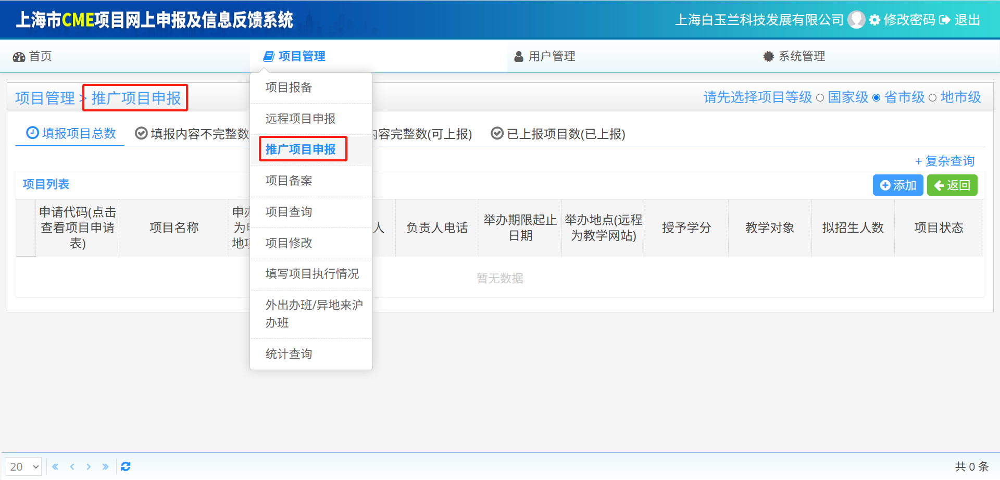 上海市CME项目网上申报及信息反馈系统
上海白玉兰科技发展有限公司 修改密码 退出
首页
项目管理
用户管理
系统管理
项目管理 > 推广项目申报
请先选择项目等级 国家级 省市级 地市级
项目报备
远程项目申报
推广项目申报
项目备案
项目查询
项目修改
填写项目执行情况
外出办班/异地来沪
办班
统计查询
填报项目总数
填报内容不完整数
内容完整数(可上报)
已上报项目数(已上报)
+ 复杂查询
项目列表
添加
返回
申请代码(点击
查看项目申请
表)
项目名称
申办
为申
地项
人
负责人电话
举办期限起止
日期
举办地点(远程
为教学网站)
授予学分
教学对象
拟招生人数
项目状态
暂无数据
20
共 0 条